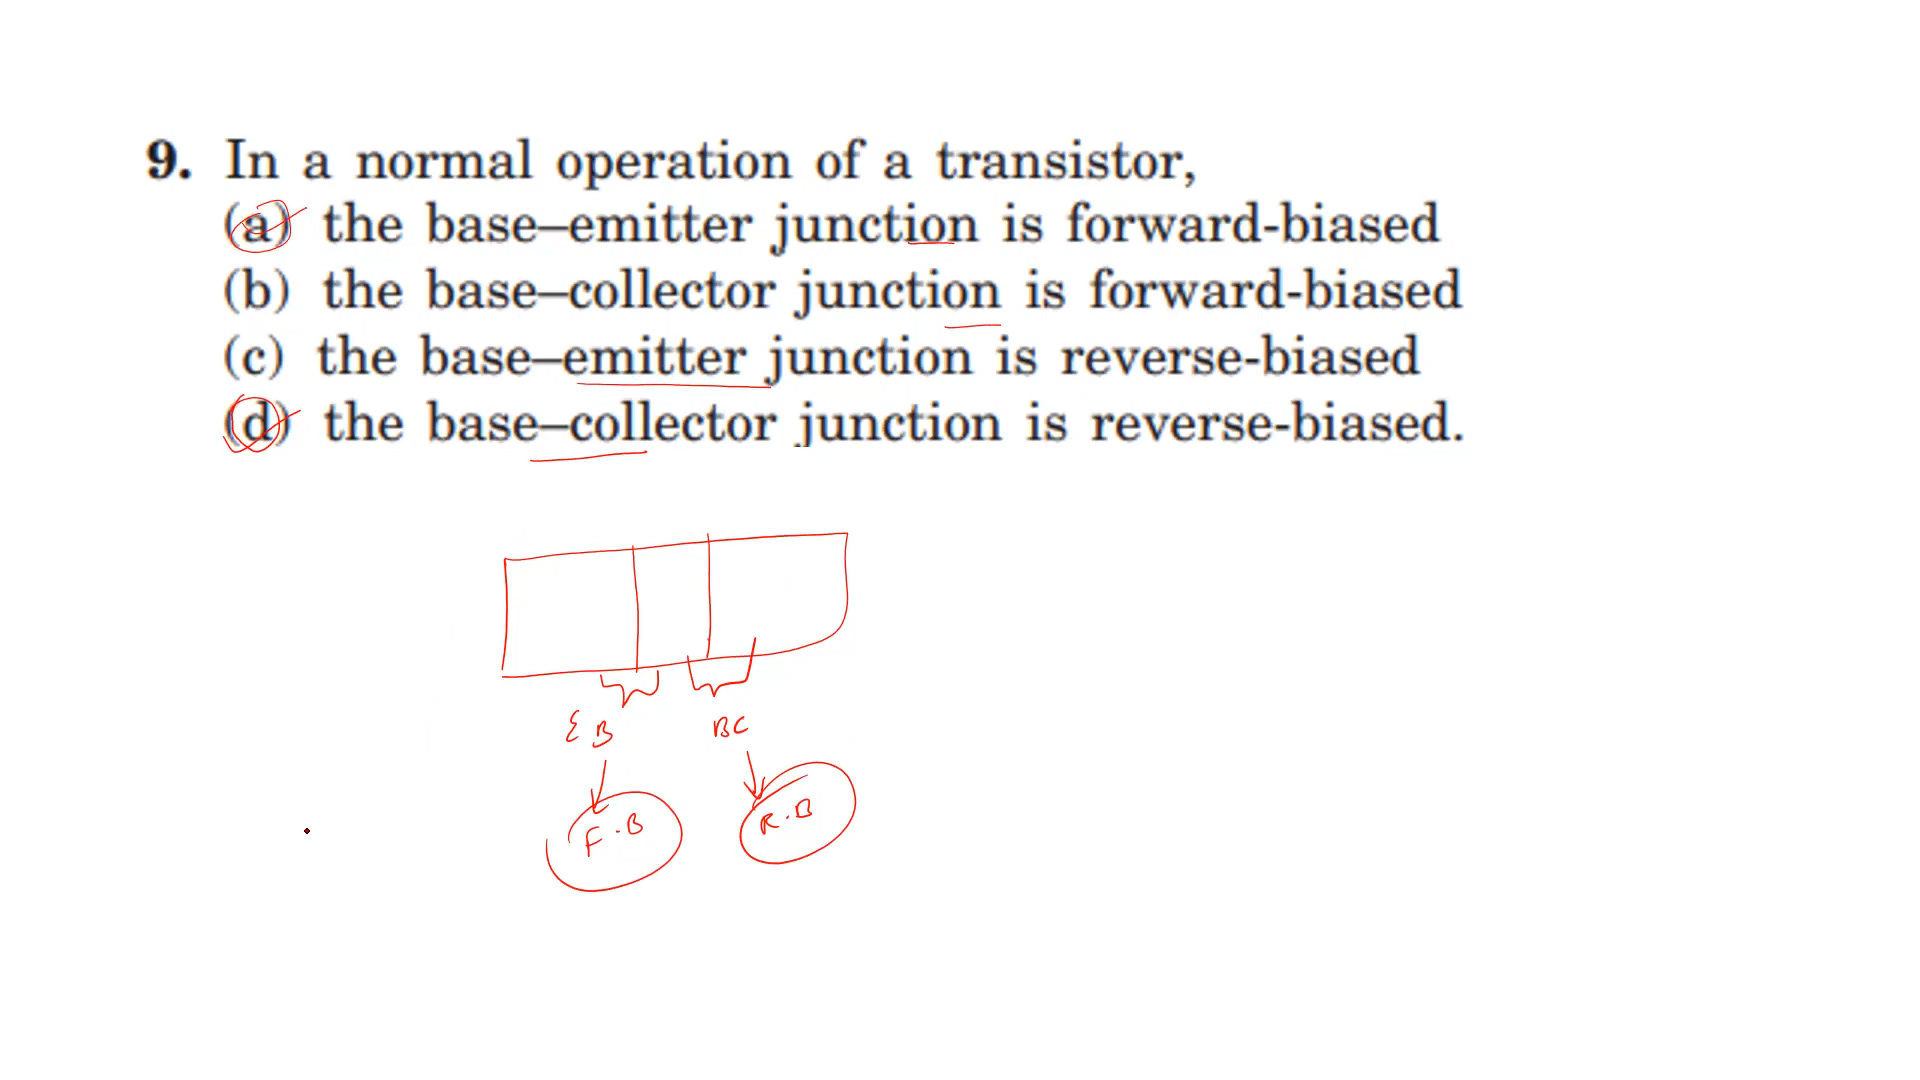 9. In a normal operation of a transistor,
(a) the base–emitter junction is forward-biased
(b) the base–collector junction is forward-biased
(c) the base–emitter junction is reverse-biased
(d) the base–collector junction is reverse-biased.
EB BC
F.B R.B